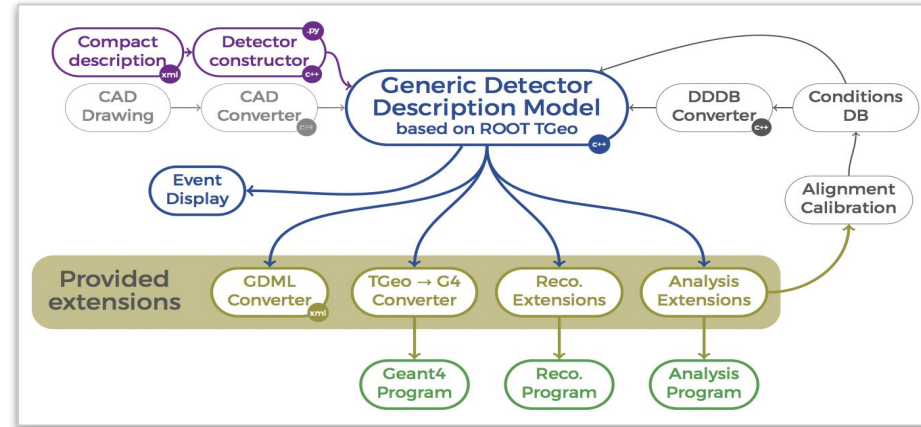 Compact
description
xml
Detector
constructor
.py
c++
CAD
Drawing
CAD
Converter
c++
Generic Detector
Description Model
based on ROOT TGeo
c++
DDDB
Converter
c++
Conditions
DB
Event
Display
Alignment
Calibration
Provided
extensions
GDML
Converter
xml
TGeo → G4
Converter
Reco.
Extensions
Analysis
Extensions
Geant4
Program
Reco.
Program
Analysis
Program